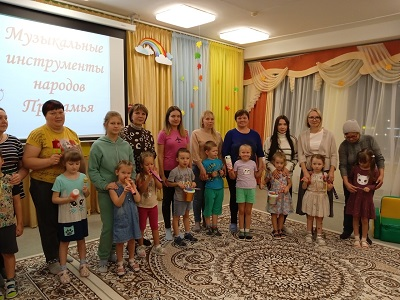 Музыкальные
инструменты
народов
Прикамья